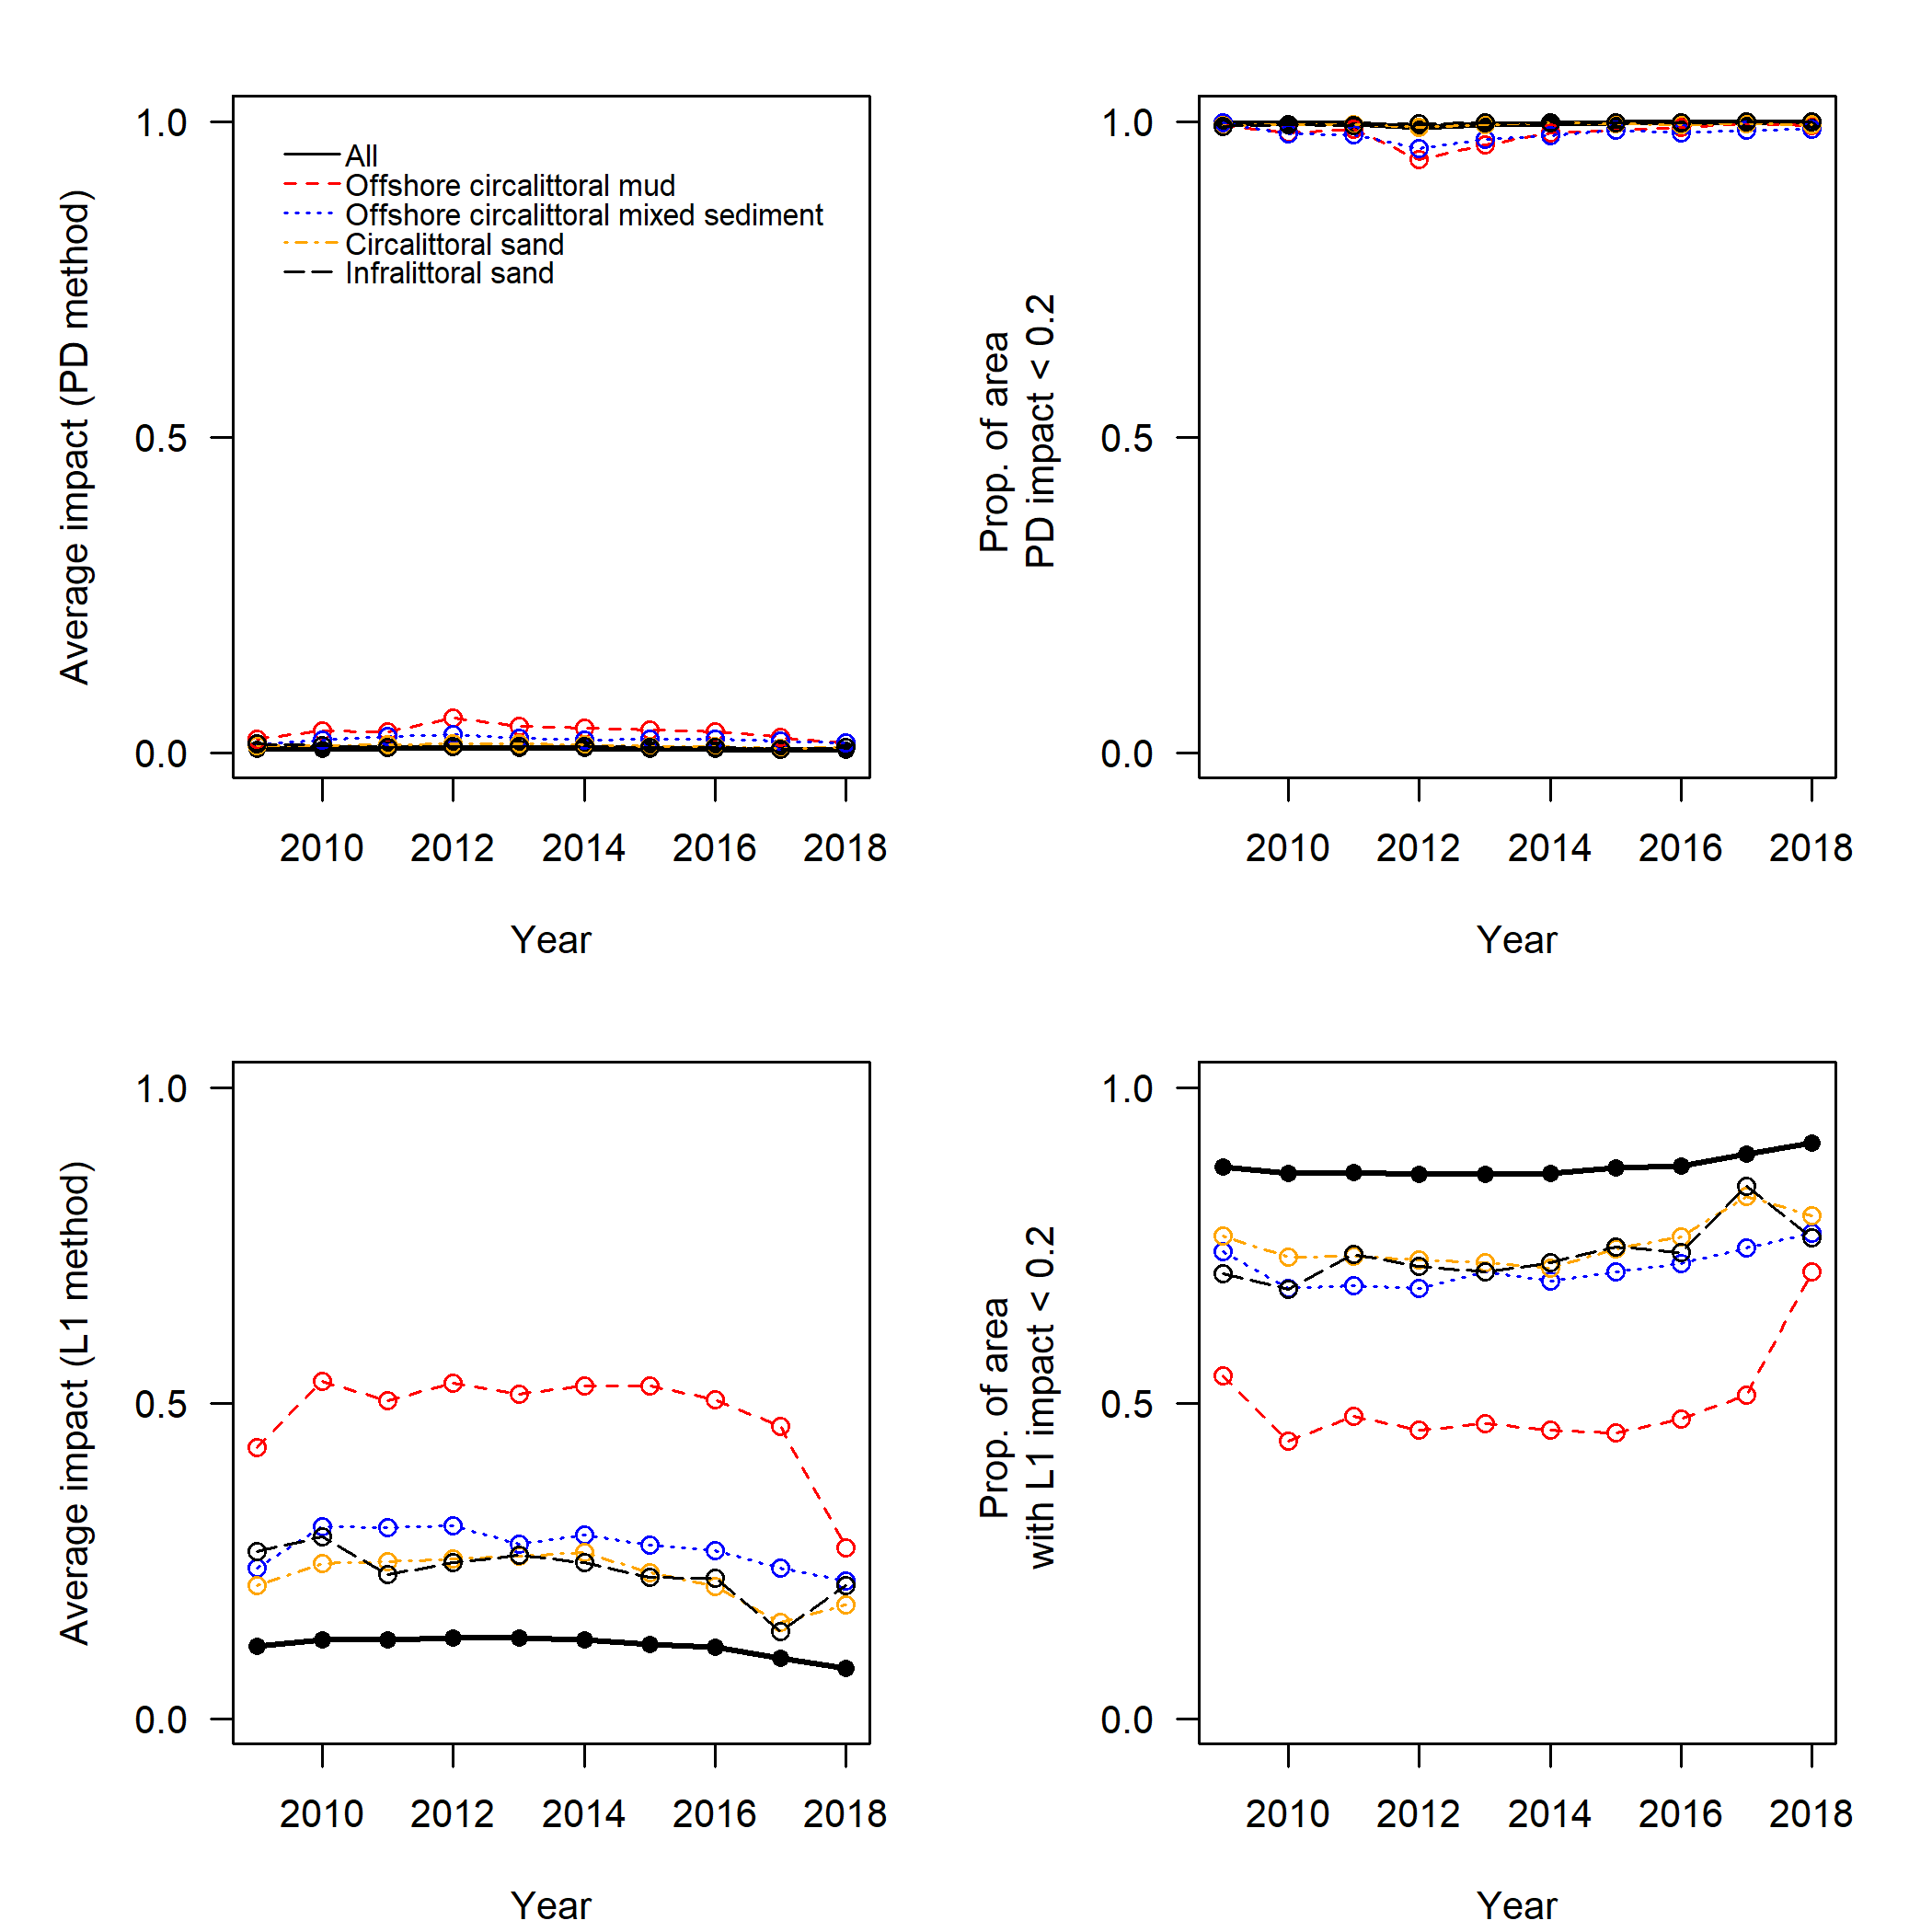 1.0
0.5
0.0
Average impact (PD method)
All
Offshore circalittoral mud
Offshore circalittoral mixed sediment
Circalittoral sand
Infralittoral sand
2010 2012 2014 2016 2018
Year
1.0
0.5
0.0
Prop. of area
PD impact < 0.2
2010 2012 2014 2016 2018
Year
1.0
0.5
0.0
Average impact (L1 method)
2010 2012 2014 2016 2018
Year
1.0
0.5
0.0
Prop. of area
with L1 impact < 0.2
2010 2012 2014 2016 2018
Year